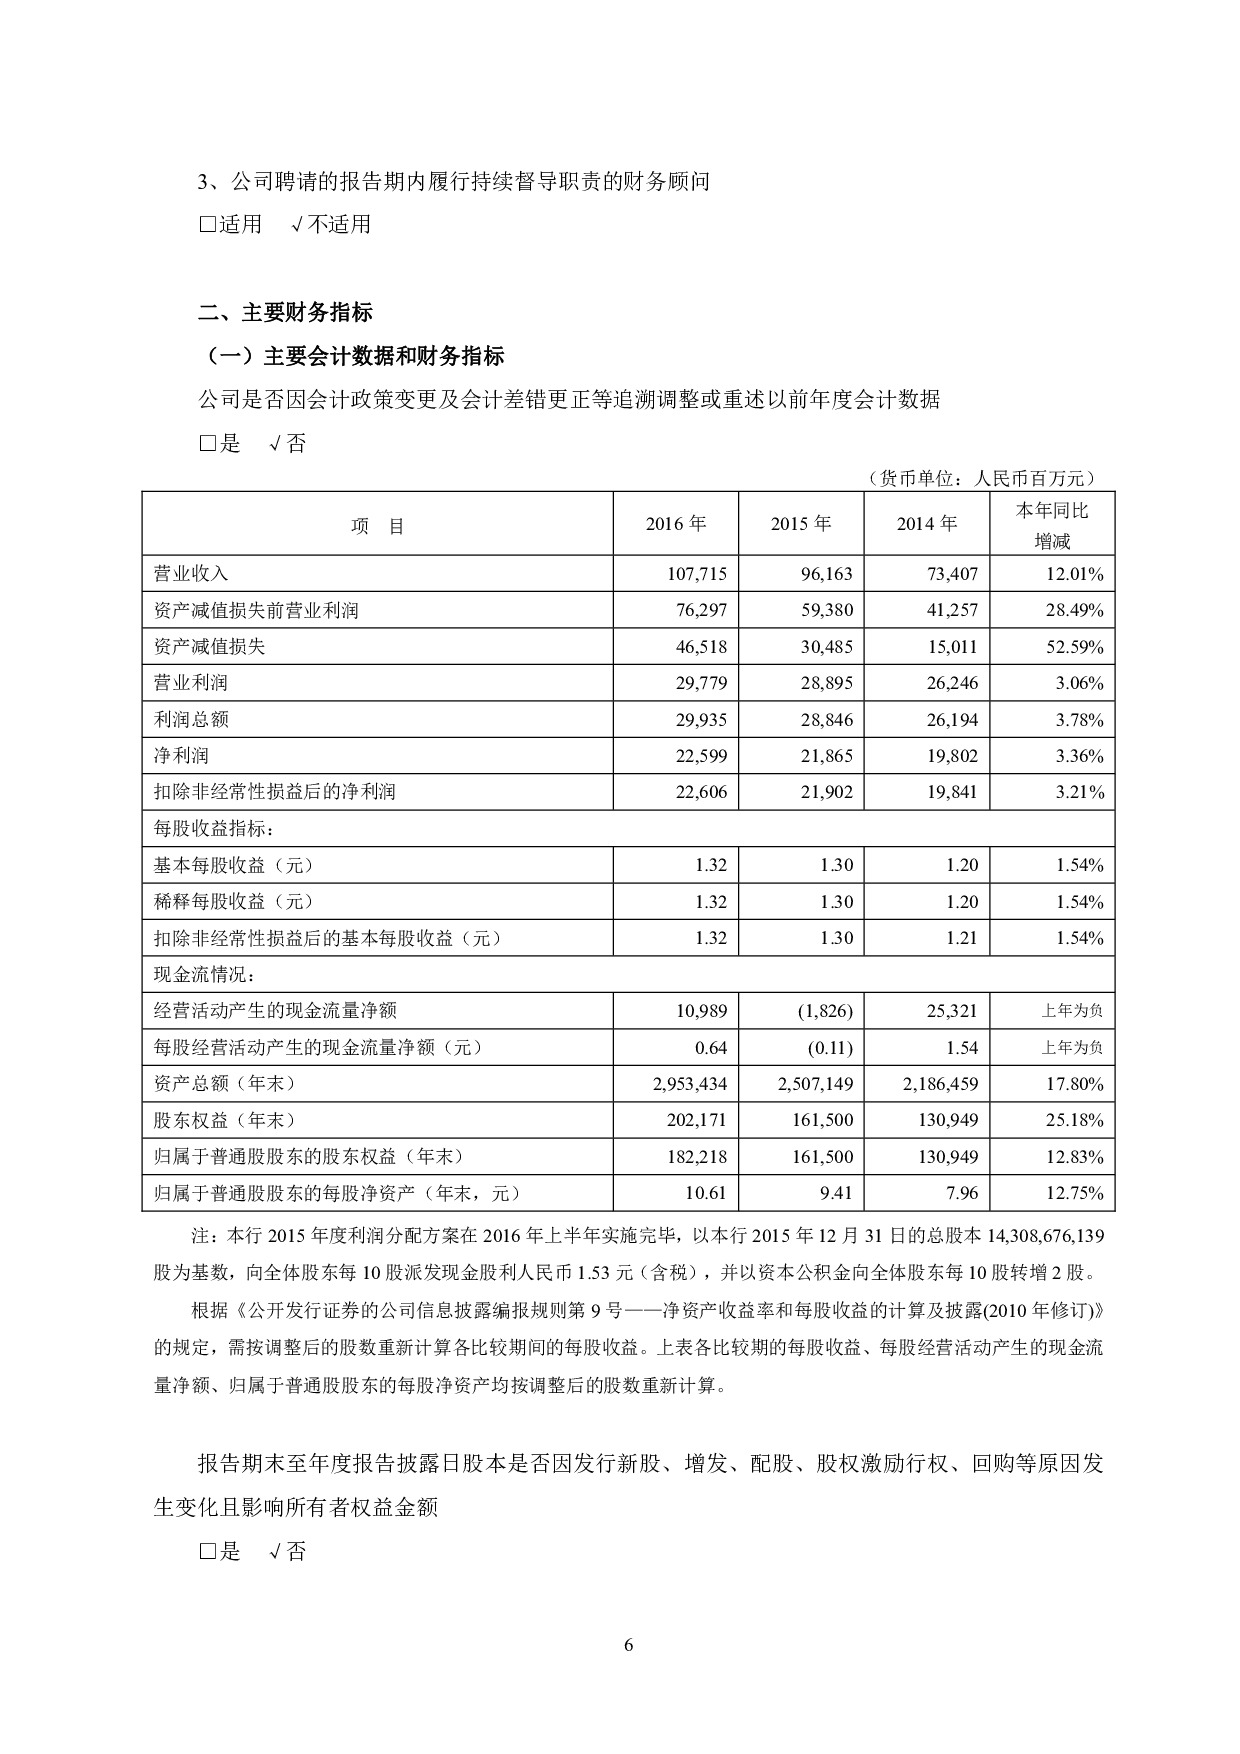 3、公司聘请的报告期内履行持续督导职责的财务顾问
□适用 √不适用
二、主要财务指标
（一）主要会计数据和财务指标
公司是否因会计政策变更及会计差错更正等追溯调整或重述以前年度会计数据
□是 √否
（货币单位：人民币百万元）
项 目 2016 年 2015 年 2014 年 本年同比
增减
营业收入 107,715 96,163 73,407 12.01%
资产减值损失前营业利润 76,297 59,380 41,257 28.49%
资产减值损失 46,518 30,485 15,011 52.59%
营业利润 29,779 28,895 26,246 3.06%
利润总额 29,935 28,846 26,194 3.78%
净利润 22,599 21,865 19,802 3.36%
扣除非经常性损益后的净利润 22,606 21,902 19,841 3.21%
每股收益指标：
基本每股收益（元） 1.32 1.30 1.20 1.54%
稀释每股收益（元） 1.32 1.30 1.20 1.54%
扣除非经常性损益后的基本每股收益（元） 1.32 1.30 1.21 1.54%
现金流情况：
经营活动产生的现金流量净额 10,989 (1,826) 25,321 上年为负
每股经营活动产生的现金流量净额（元） 0.64 (0.11) 1.54 上年为负
资产总额（年末） 2,953,434 2,507,149 2,186,459 17.80%
股东权益（年末） 202,171 161,500 130,949 25.18%
归属于普通股股东的股东权益（年末） 182,218 161,500 130,949 12.83%
归属于普通股股东的每股净资产（年末，元） 10.61 9.41 7.96 12.75%
注：本行 2015 年度利润分配方案在 2016 年上半年实施完毕，以本行 2015 年 12 月 31 日的总股本 14,308,676,139
股为基数，向全体股东每 10 股派发现金股利人民币 1.53 元（含税），并以资本公积金向全体股东每 10 股转增 2 股。
根据《公开发行证券的公司信息披露编报规则第 9 号——净资产收益率和每股收益的计算及披露(2010 年修订)》
的规定，需按调整后的股数重新计算各比较期间的每股收益。上表各比较期的每股收益、每股经营活动产生的现金流
量净额、归属于普通股股东的每股净资产均按调整后的股数重新计算。
报告期末至年度报告披露日股本是否因发行新股、增发、配股、股权激励行权、回购等原因发
生变化且影响所有者权益金额
□是 √否
6